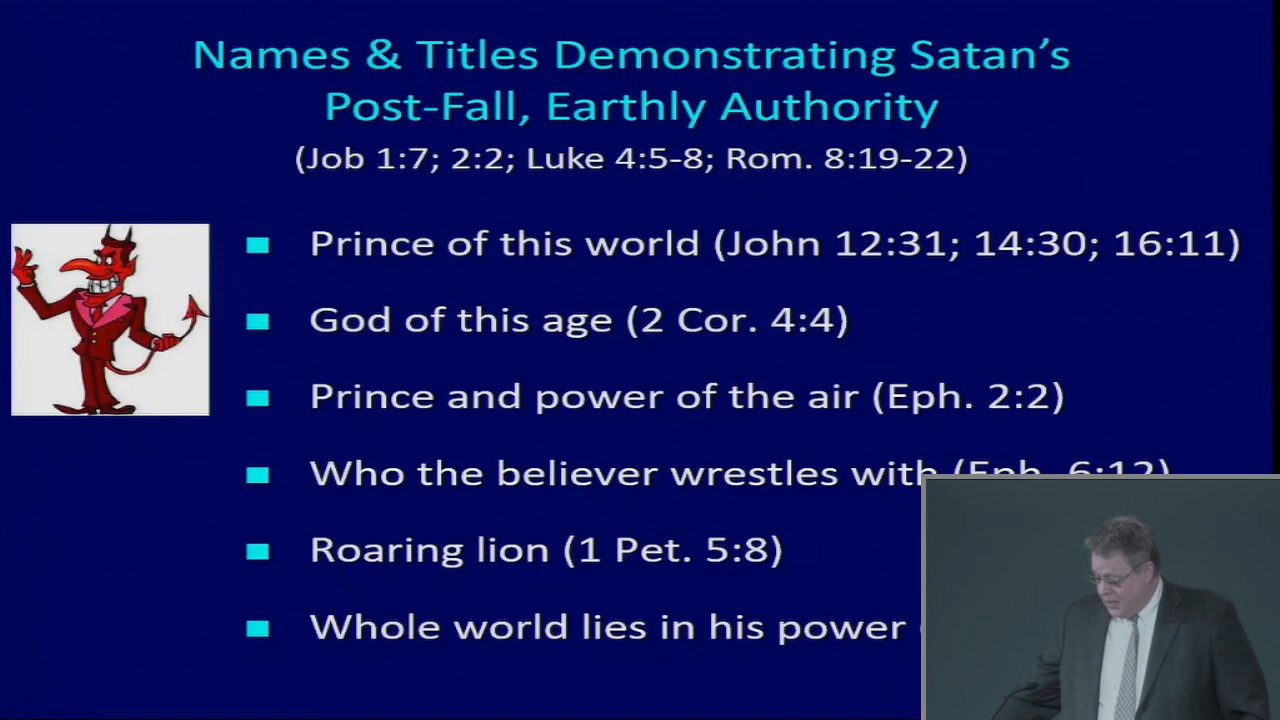 Names & Titles Demonstrating Satan’s
Post-Fall, Earthly Authority
(Job 1:7; 2:2; Luke 4:5-8; Rom. 8:19-22)
Prince of this world (John 12:31; 14:30; 16:11)
God of this age (2 Cor. 4:4)
Prince and power of the air (Eph. 2:2)
Who the believer wrestles with (Eph. 6:12)
Roaring lion (1 Pet. 5:8)
Whole world lies in his power